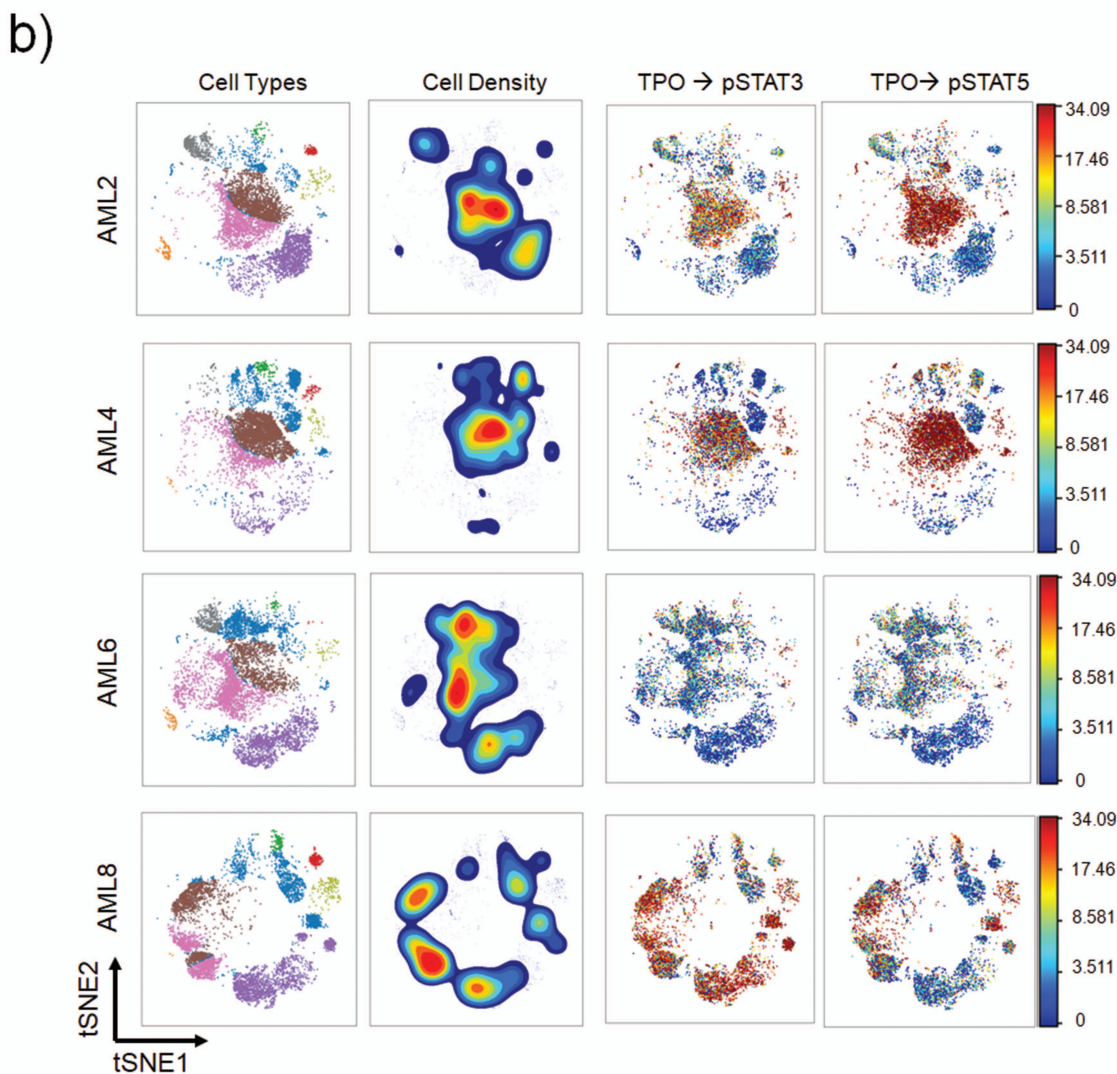 b)
Cell Types Cell Density TPO → pSTAT3 TPO→ pSTAT5
AML2
34.09
17.46
8.581
3.511
0
AML4
34.09
17.46
8.581
3.511
0
AML6
34.09
17.46
8.581
3.511
0
AML8
34.09
17.46
8.581
3.511
0
tSNE2
tSNE1